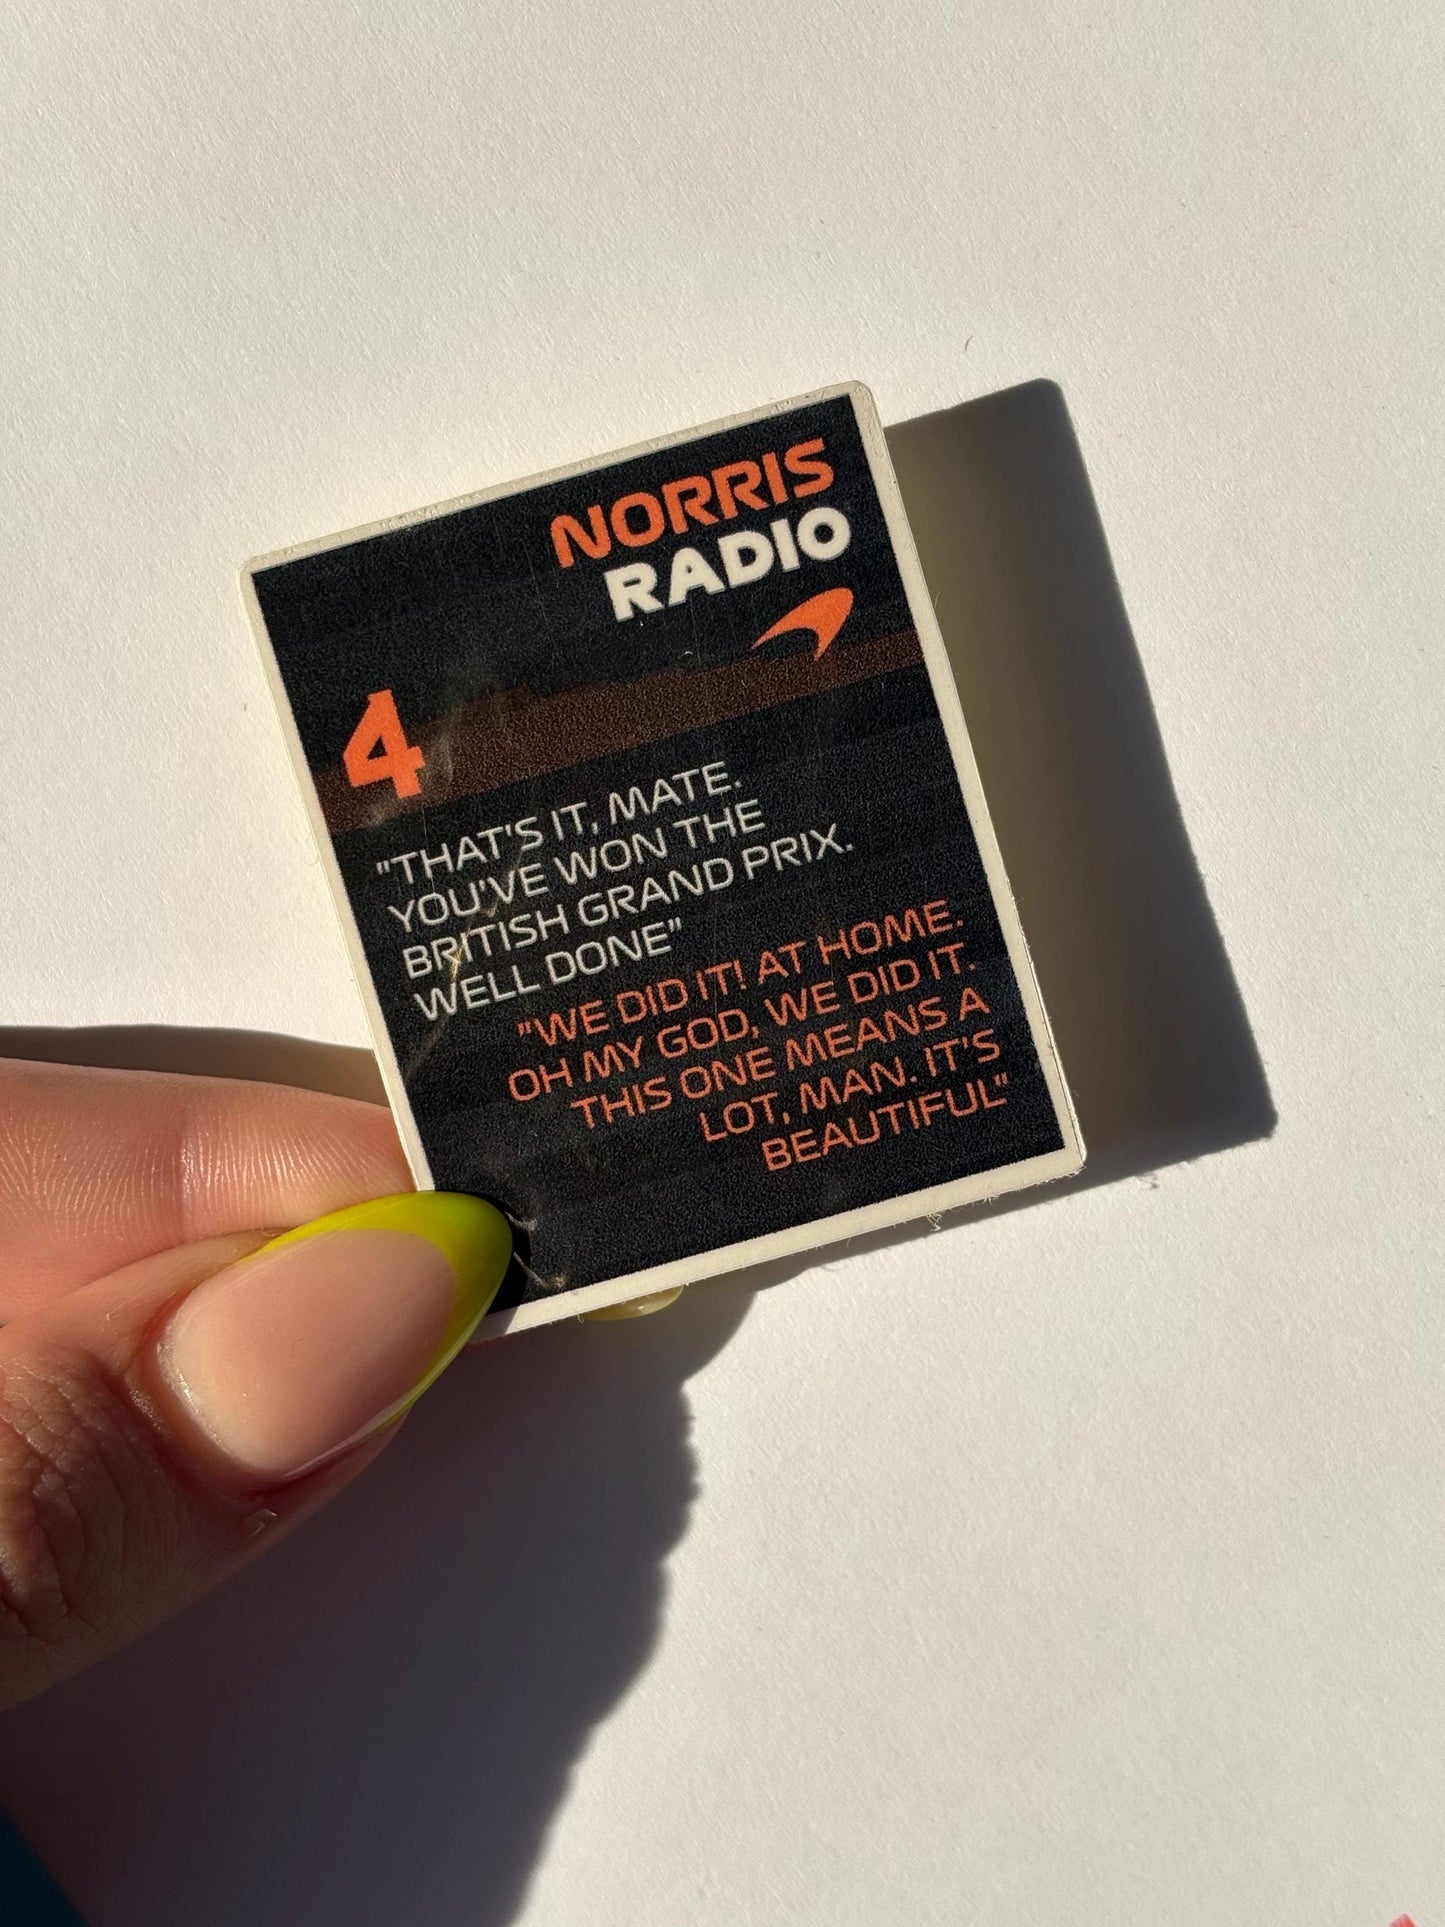 NORRIS
RADIO
4
"THAT'S IT, MATE.
YOU'VE WON THE
BRITISH GRAND PRIX.
WELL DONE"
"WE DID IT! AT HOME.
OH MY GOD, WE DID IT.
THIS ONE MEANS A
LOT, MAN. IT'S
BEAUTIFUL"